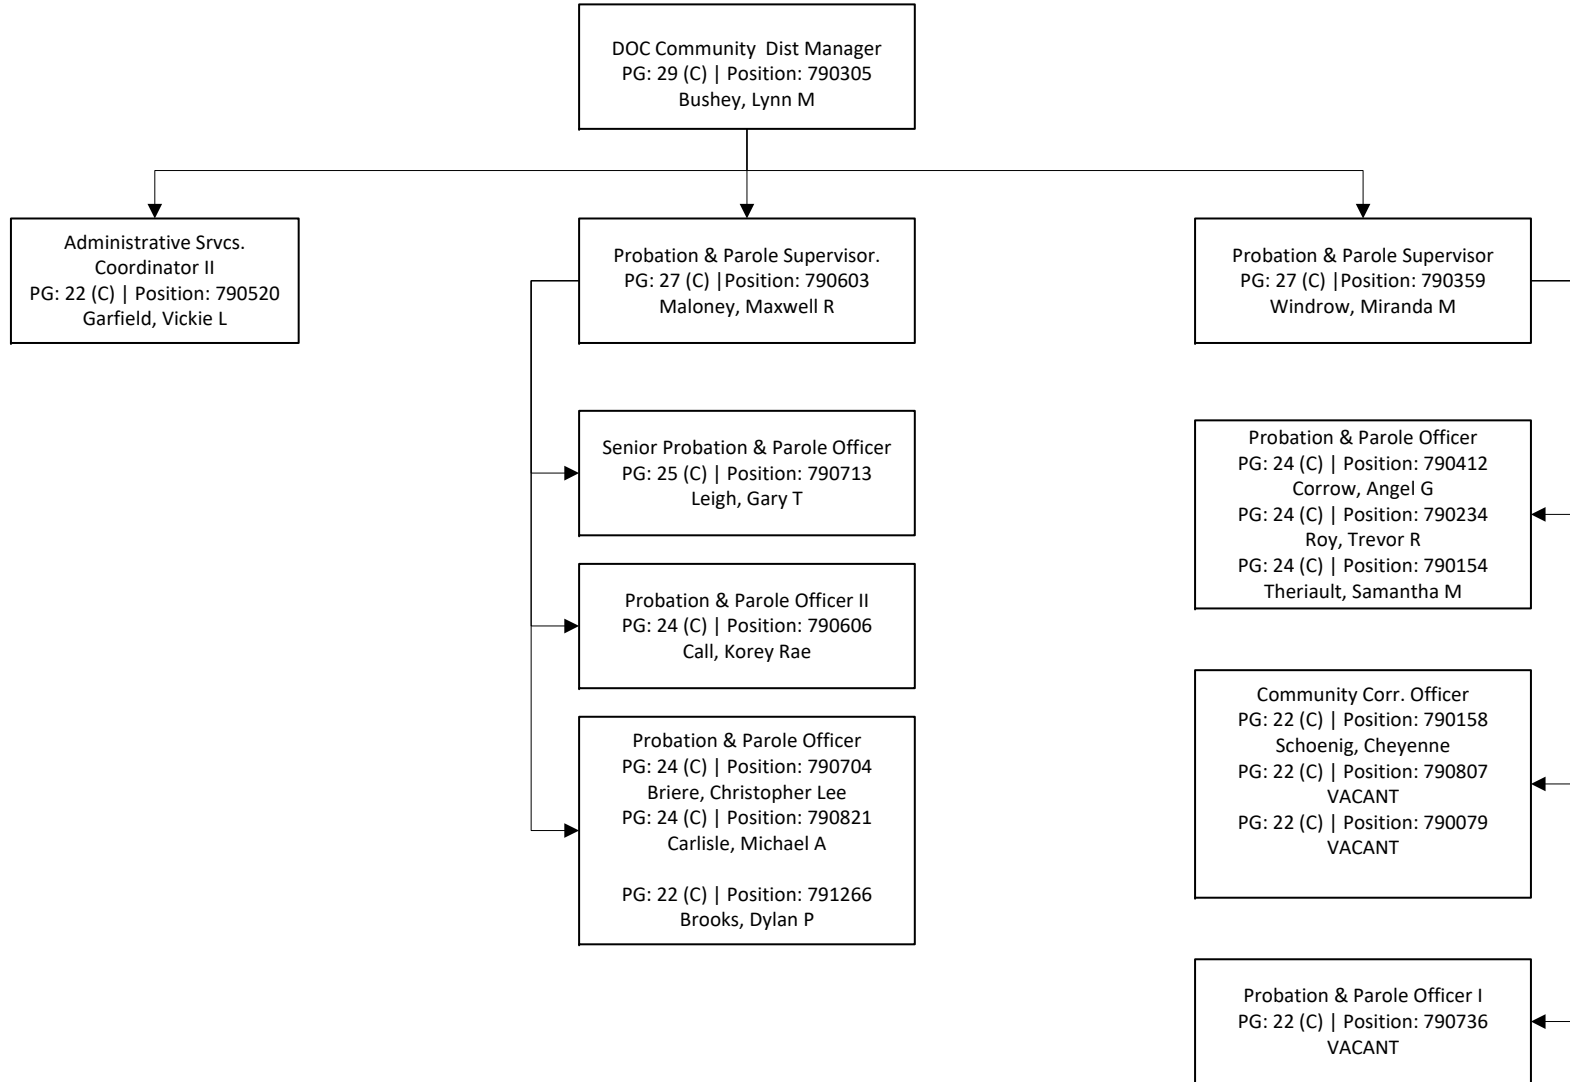 DOC Community  Dist Manager
PG: 29 (C) | Position: 790305
Bushey, Lynn M
Administrative Srvcs.
Coordinator II
PG: 22 (C) | Position: 790520
Garfield, Vickie L
Probation & Parole Supervisor.
PG: 27 (C) |Position: 790603
Maloney, Maxwell R
Probation & Parole Supervisor
PG: 27 (C) |Position: 790359
Windrow, Miranda M
Senior Probation & Parole Officer
PG: 25 (C) | Position: 790713
Leigh, Gary T
Probation & Parole Officer II
PG: 24 (C) | Position: 790606
Call, Korey Rae
Probation & Parole Officer
PG: 24 (C) | Position: 790704
Briere, Christopher Lee
PG: 24 (C) | Position: 790821
Carlisle, Michael A
PG: 22 (C) | Position: 791266
Brooks, Dylan P
Probation & Parole Officer
PG: 24 (C) | Position: 790412
Corrow, Angel G
PG: 24 (C) | Position: 790234
Roy, Trevor R
PG: 24 (C) | Position: 790154
Theriault, Samantha M
Community Corr. Officer
PG: 22 (C) | Position: 790158
Schoenig, Cheyenne
PG: 22 (C) | Position: 790807
VACANT
PG: 22 (C) | Position: 790079
VACANT
Probation & Parole Officer I
PG: 22 (C) | Position: 790736
VACANT